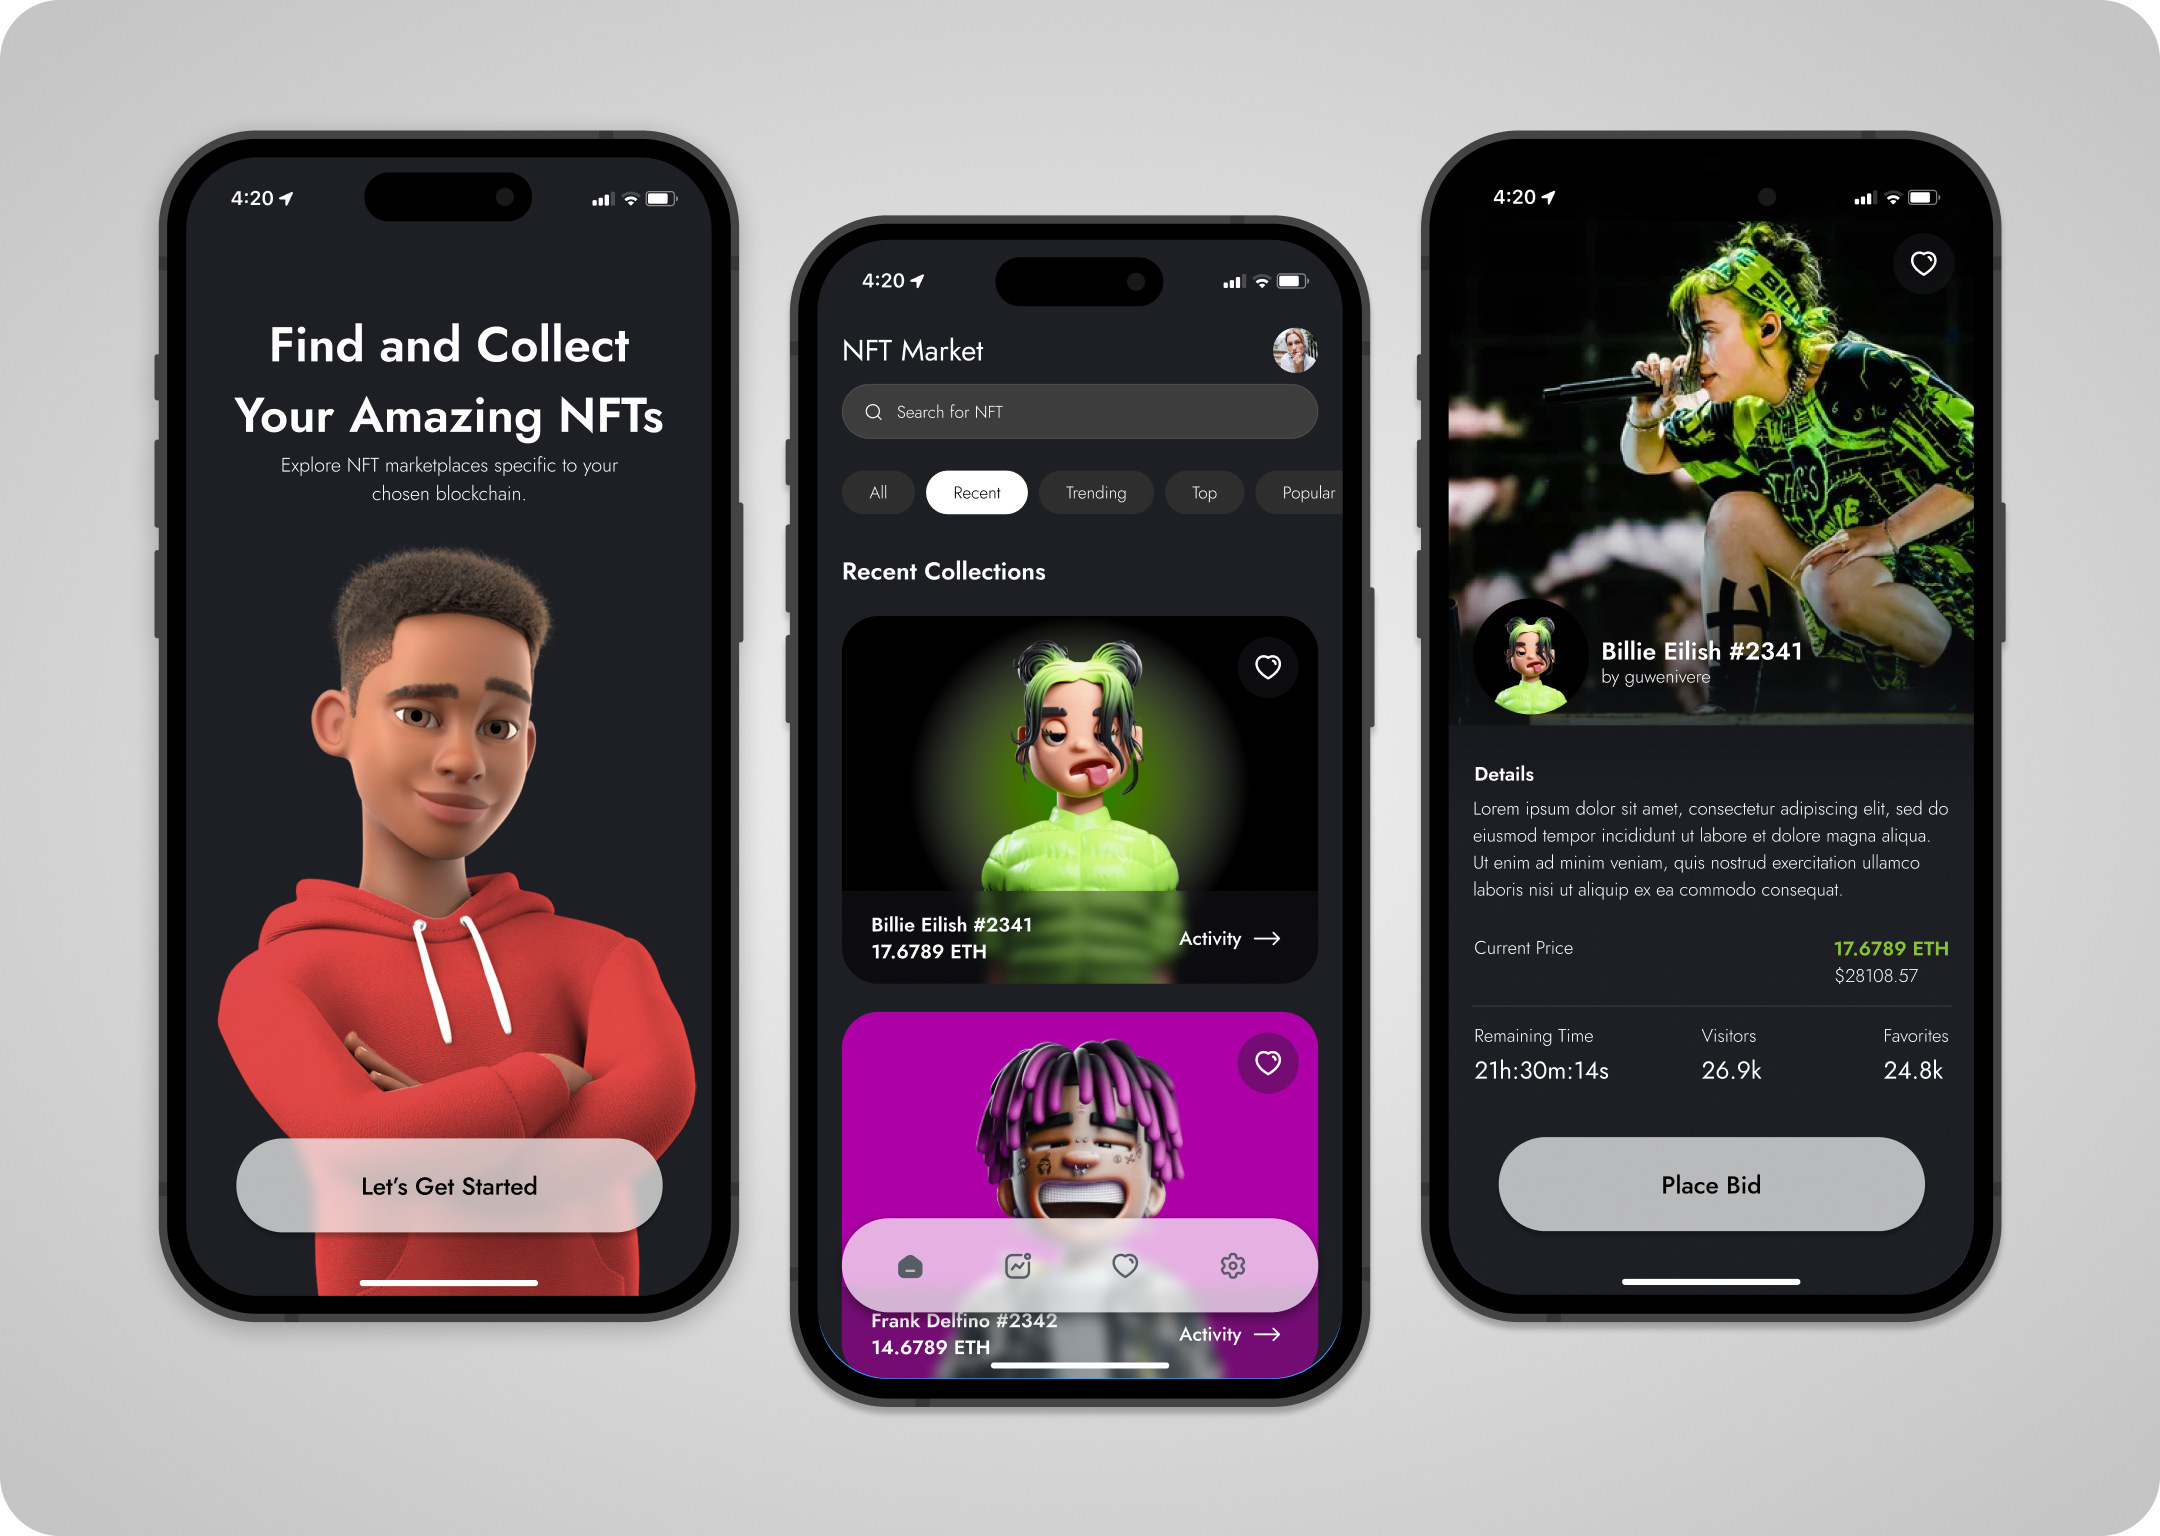 4:20
Find and Collect
Your Amazing NFTs
Explore NFT marketplaces specific to your
chosen blockchain.
Let's Get Started
4:20
NFT Market
Search for NFT
All Recent Trending Top Popular
Recent Collections
Billie Eilish #2341
17.6789 ETH
Activity
Frank Delfino #2342
14.6789 ETH
Activity
4:20
BILL
Billie Eilish #2341
by guwenivere
Details
Lorem ipsum dolor sit amet, consectetur adipiscing elit, sed do
eiusmod tempor incididunt ut labore et dolore magna aliqua.
Ut enim ad minim veniam, quis nostrud exercitation ullamco
laboris nisi ut aliquip ex ea commodo consequat.
Current Price
17.6789 ETH
$28108.57
Remaining Time Visitors Favorites
21h:30m:14s 26.9k 24.8k
Place Bid